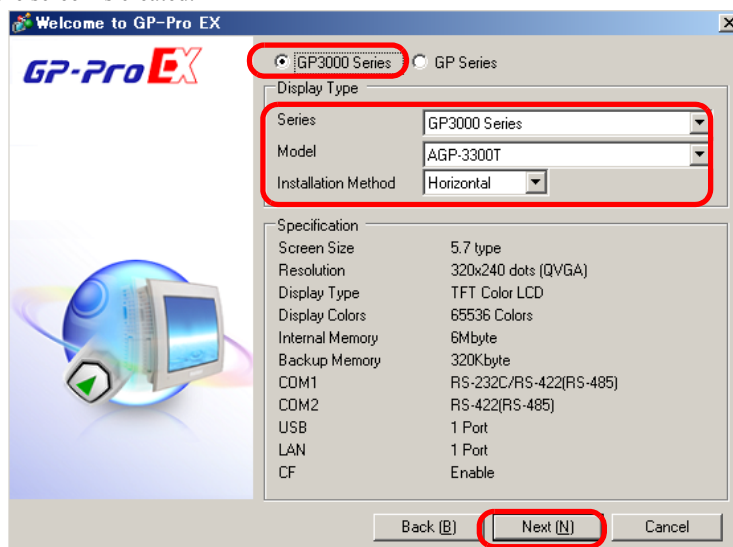 Welcome to GP-Pro EX
GP-Pro EX
GP3000 Series GP Series
Display Type
Series GP3000 Series
Model AGP-3300T
Installation Method Horizontal
Specification
Screen Size 5.7 type
Resolution 320x240 dots (QVGA)
Display Type TFT Color LCD
Display Colors 65536 Colors
Internal Memory 6Mbyte
Backup Memory 320Kbyte
COM1 RS-232C/RS-422(RS-485)
COM2 RS-422(RS-485)
USB 1 Port
LAN 1 Port
CF Enable
Back (B) Next (N) Cancel